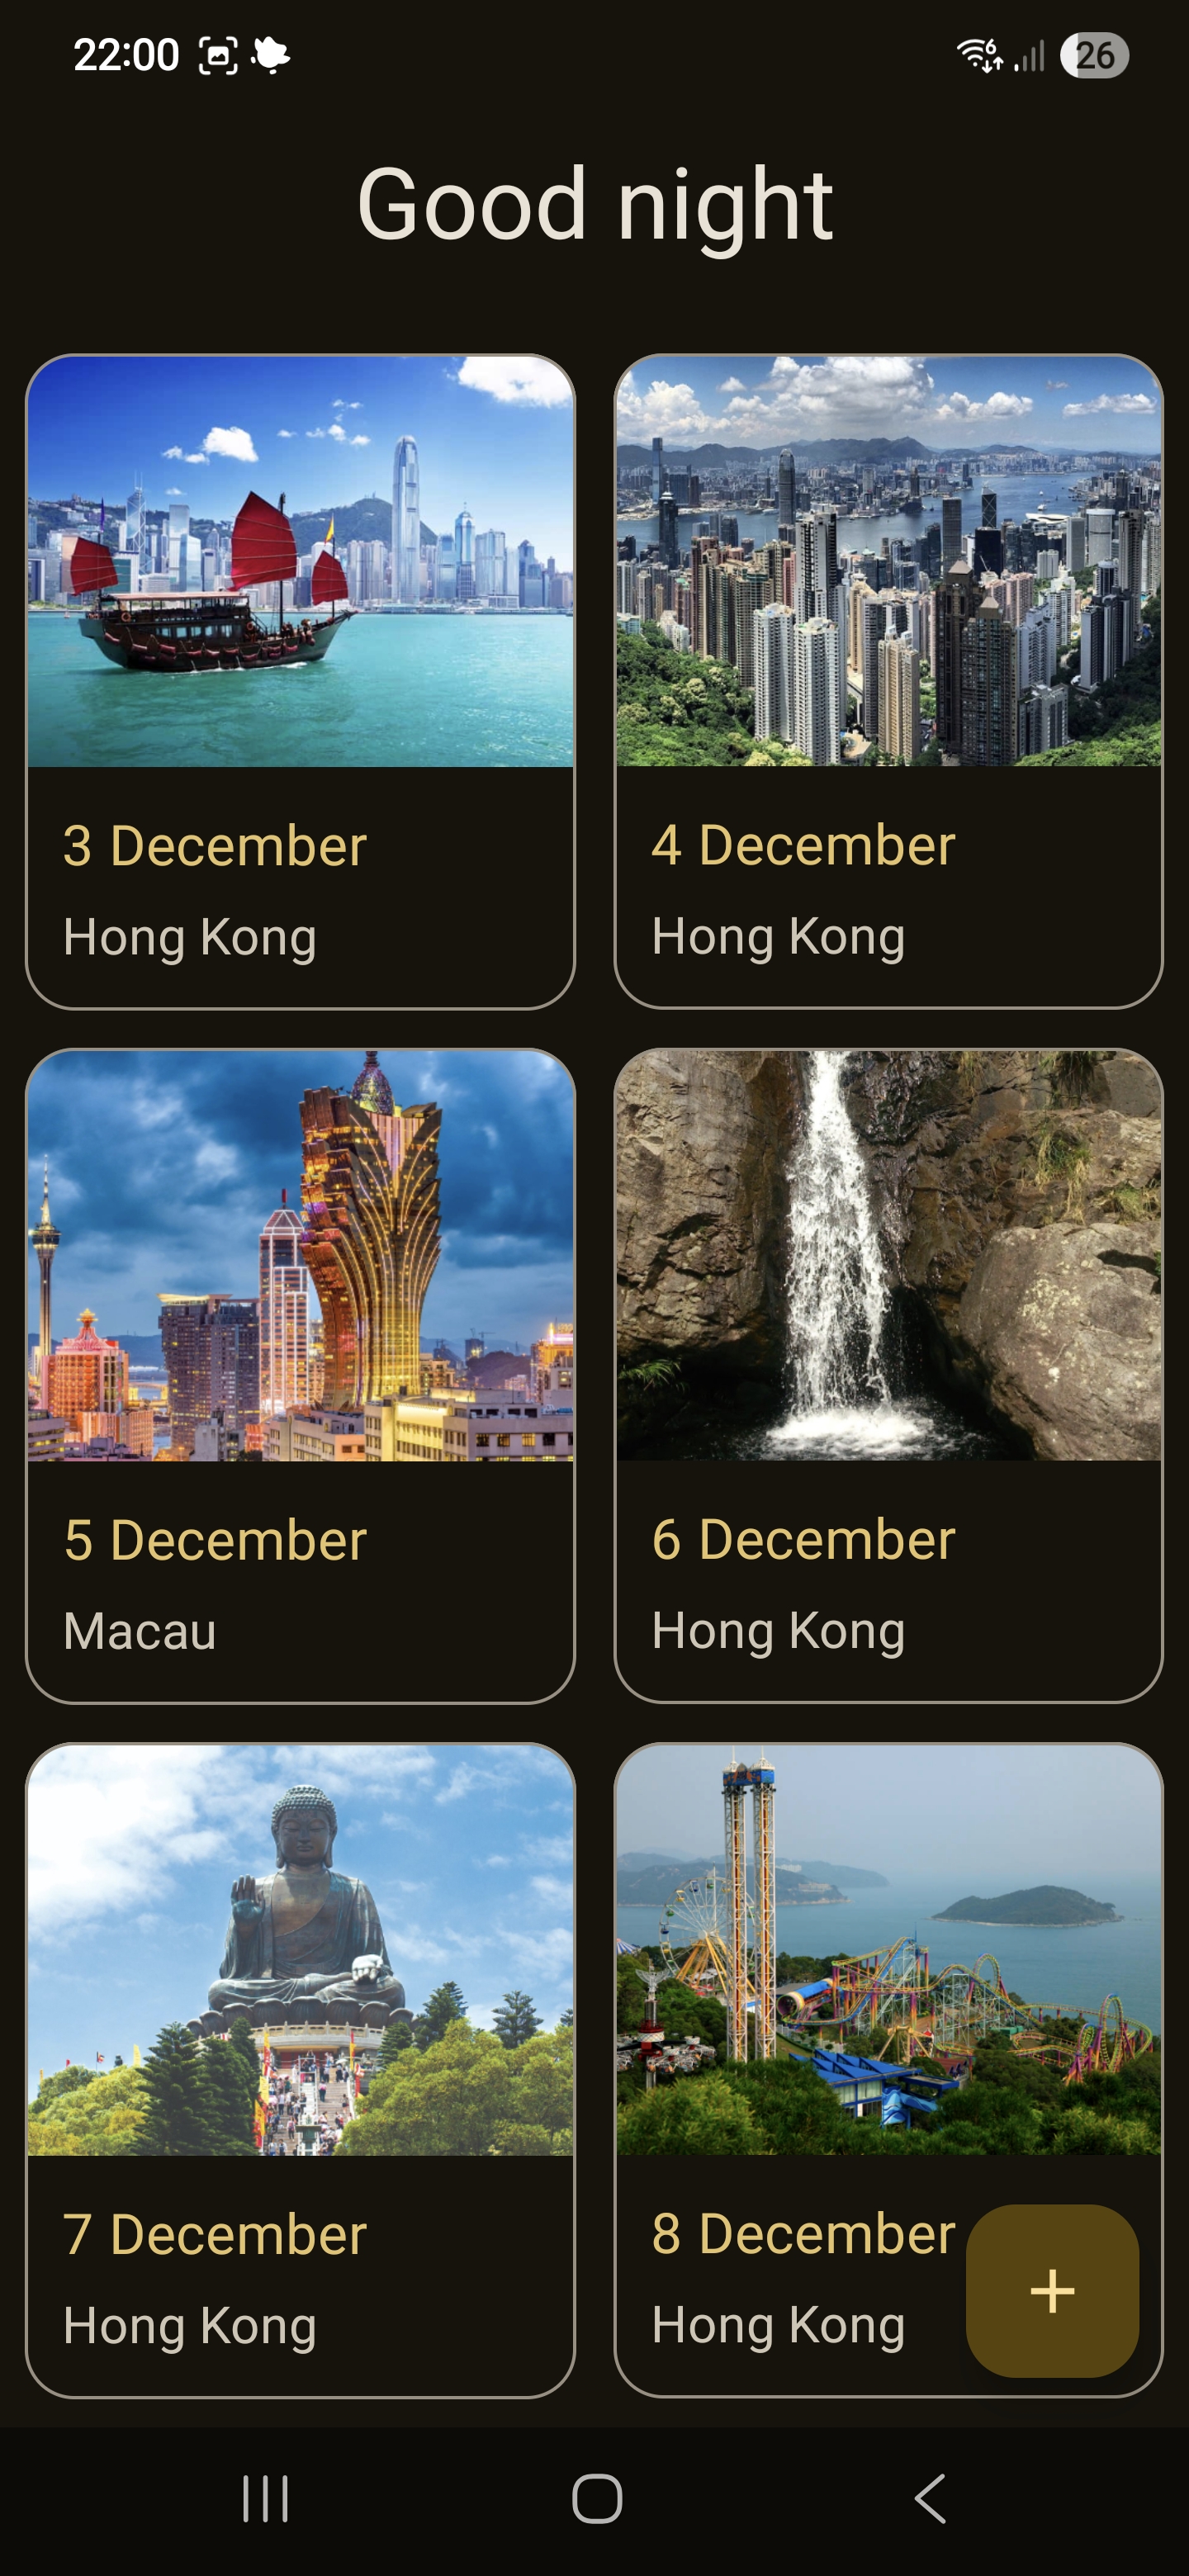 22:00
6
26
Good night
3 December
Hong Kong
4 December
Hong Kong
5 December
Macau
6 December
Hong Kong
7 December
Hong Kong
8 December
Hong Kong
+